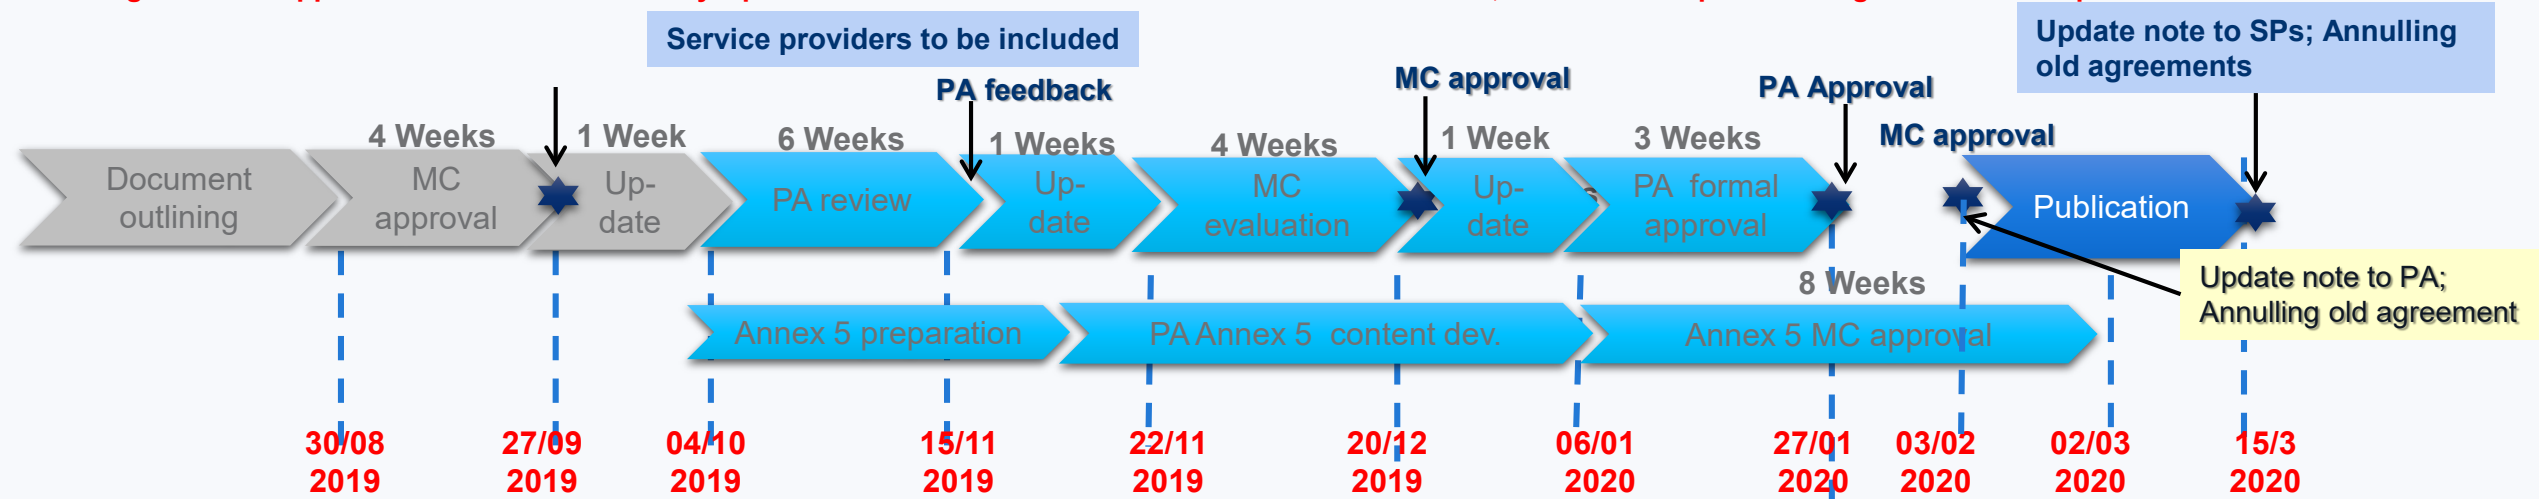 Service providers to be included
Update note to SPs; Annulling
old agreements
PA feedback
MC approval
PA Approval
MC approval
4 Weeks
1 Week
6 Weeks
1 Weeks
4 Weeks
1 Week
3 Weeks
Document
outlining
MC
approval
Up-
date
PA review
Up-
date
MC
evaluation
Up-
date
PA formal
approval
Publication
Update note to PA;
Annulling old agreement
8 Weeks
Annex 5 preparation
PA Annex 5 content dev.
Annex 5 MC approval
30/08
2019
27/09
2019
04/10
2019
15/11
2019
22/11
2019
20/12
2019
06/01
2020
27/01
2020
03/02
2020
02/03
2020
15/3
2020